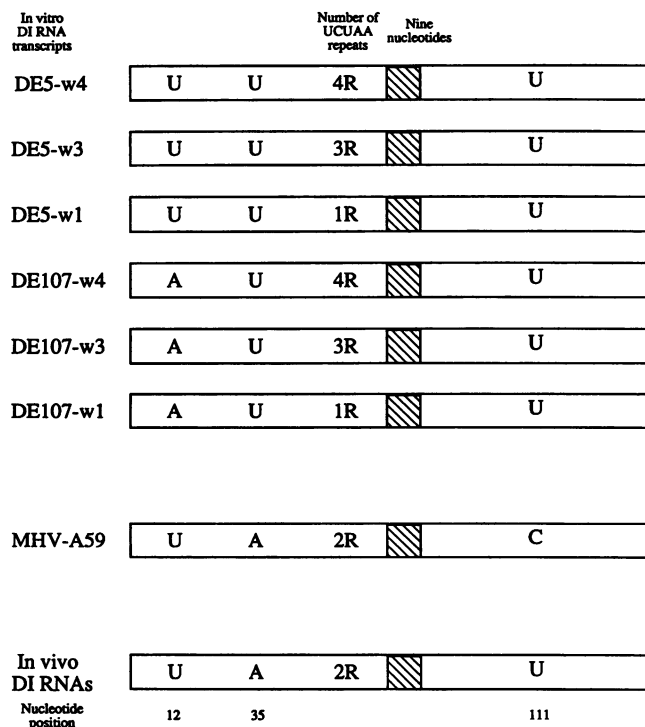 In vitro
DI RNA
transcripts
Number of
UCUAA
repeats
Nine
nucleotides
DE5-w4 U U 4R U
DE5-w3 U U 3R U
DE5-w1 U U 1R U
DE107-w4 A U 4R U
DE107-w3 A U 3R U
DE107-w1 A U 1R U
MHV-A59 U A 2R C
In vivo
DI RNAs U A 2R U
Nucleotide
position 12 35 111